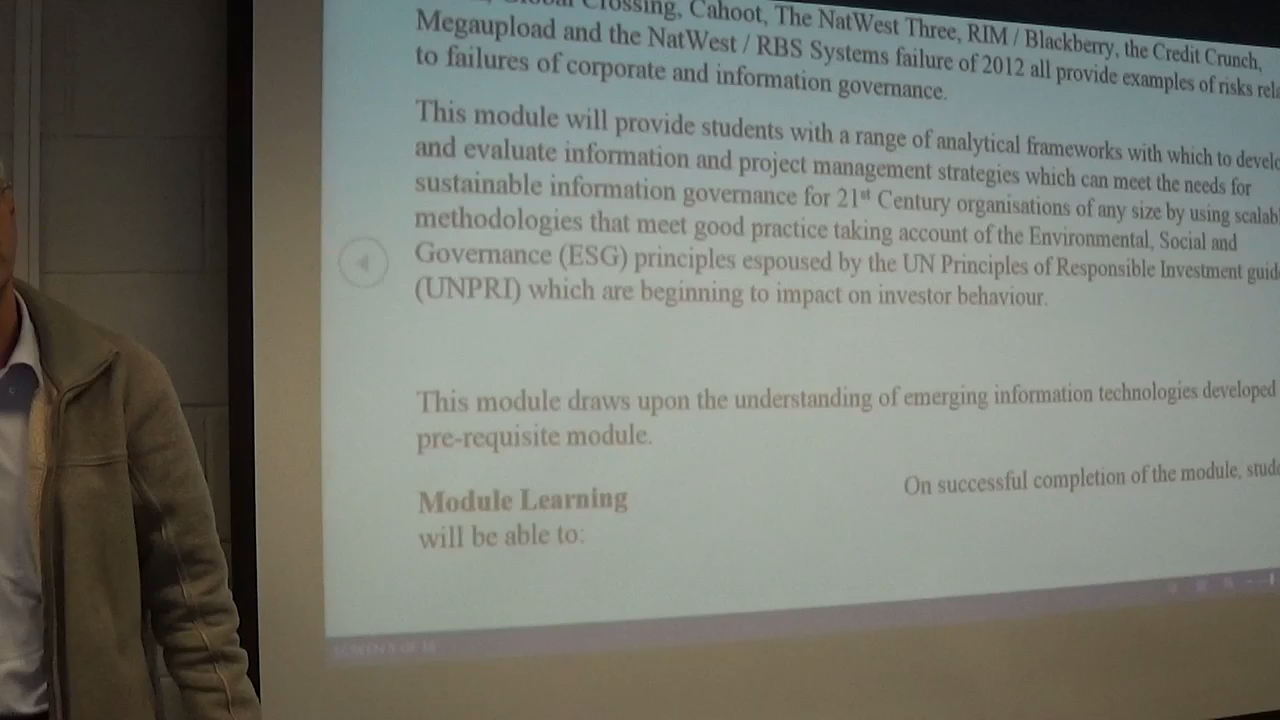 Crossing, Cahoot, The NatWest Three, RIM / Blackberry, the Credit Crunch,
Megaupload and the NatWest / RBS Systems failure of 2012 all provide examples of risks rela
to failures of corporate and information governance.
This module will provide students with a range of analytical frameworks with which to develo
and evaluate information and project management strategies which can meet the needs for
sustainable information governance for 21st Century organisations of any size by using scalab
methodologies that meet good practice taking account of the Environmental, Social and
Governance (ESG) principles espoused by the UN Principles of Responsible Investment guid
(UNPRI) which are beginning to impact on investor behaviour.
This module draws upon the understanding of emerging information technologies developed
pre-requisite module.
On successful completion of the module, stude
Module Learning
will be able to: